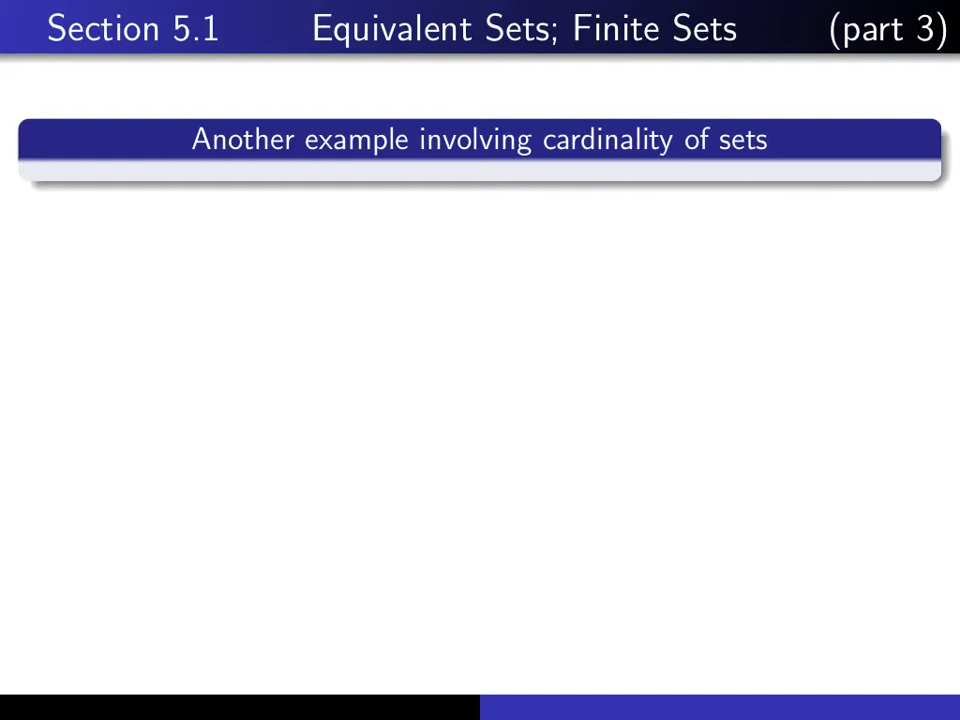 Section 5.1 Equivalent Sets; Finite Sets (part 3)
Another example involving cardinality of sets